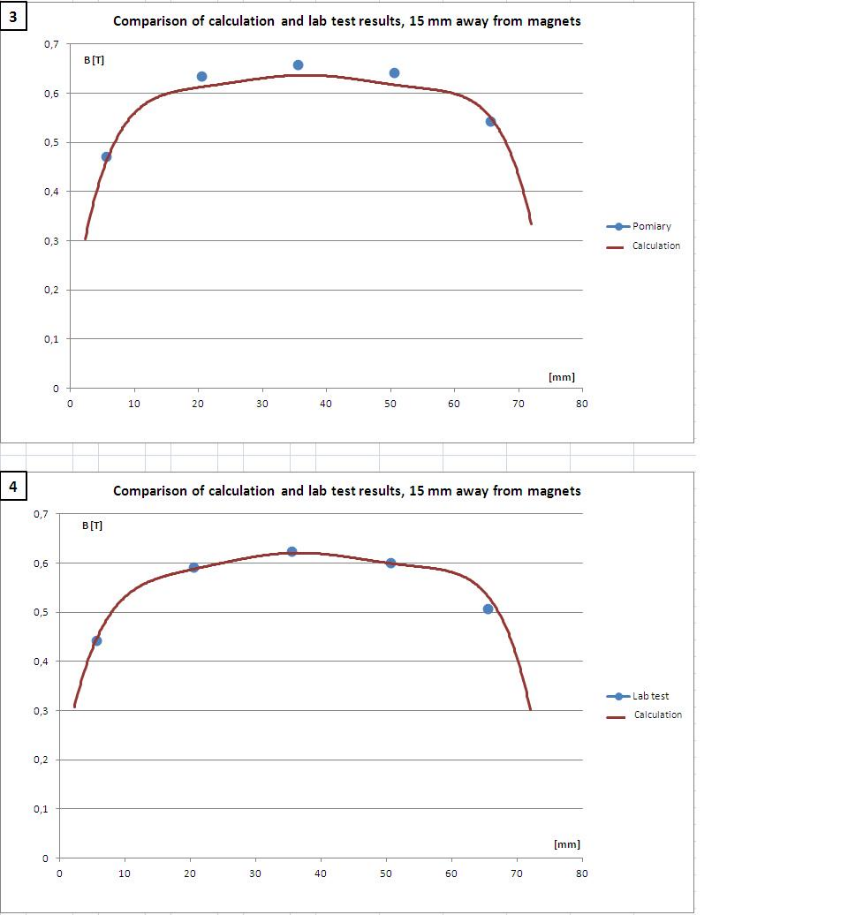 3
Comparison of calculation and lab test results, 15 mm away from magnets
0,7
B [T]
0,6
0,5
0,4
Pomiary
0,3
Calculation
0,2
0,1
[mm]
0
0 10 20 30 40 50 60 70 80
4
Comparison of calculation and lab test results, 15 mm away from magnets
0,7
B [T]
0,6
0,5
0,4
Lab test
0,3
Calculation
0,2
0,1
[mm]
0
0 10 20 30 40 50 60 70 80